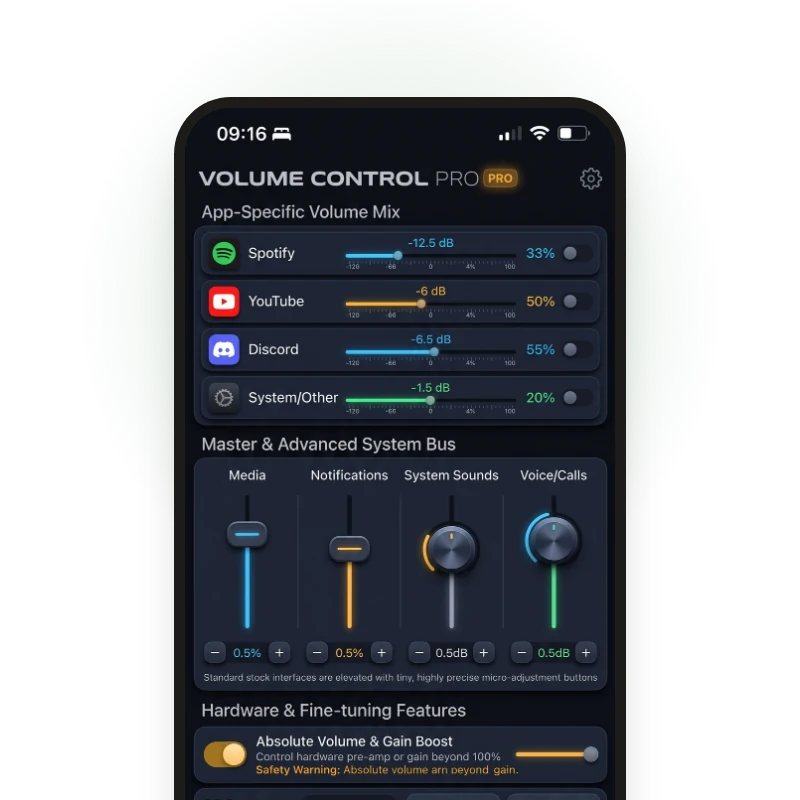 09:16
VOLUME CONTROL PRO PRO
App-Specific Volume Mix
Spotify -12.5 dB 33%
-120 -66 0 4% 100
YouTube -6 dB 50%
-120 -66 0 4% 100
Discord -6.5 dB 55%
-120 -66 0 4% 100
System/Other -1.5 dB 20%
-120 -66 0 4% 100
Master & Advanced System Bus
Media Notifications System Sounds Voice/Calls
− 0.5% + − 0.5% + − 0.5dB + − 0.5dB +
Standard stock interfaces are elevated with tiny, highly precise micro-adjustment buttons
Hardware & Fine-tuning Features
Absolute Volume & Gain Boost
Control hardware pre-amp or gain beyond 100%
Safety Warning: Absolute volume arn peyond gain.